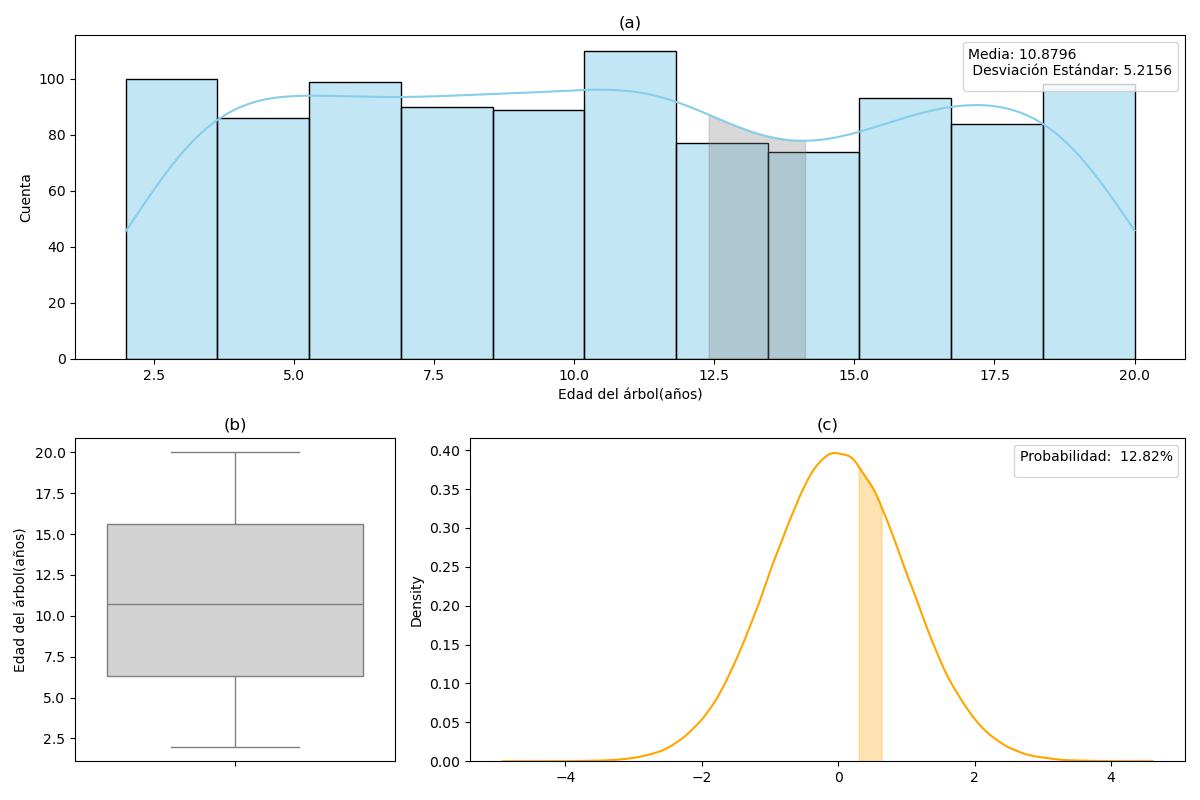 (a)
Media: 10.8796
Desviación Estándar: 5.2156
Cuenta
100
80
60
40
20
0
2.5 5.0 7.5 10.0 12.5 15.0 17.5 20.0
Edad del árbol(años)
(b)
Edad del árbol(años)
20.0
17.5
15.0
12.5
10.0
7.5
5.0
2.5
(c)
Probabilidad: 12.82%
Density
0.40
0.35
0.30
0.25
0.20
0.15
0.10
0.05
0.00
−4 −2 0 2 4